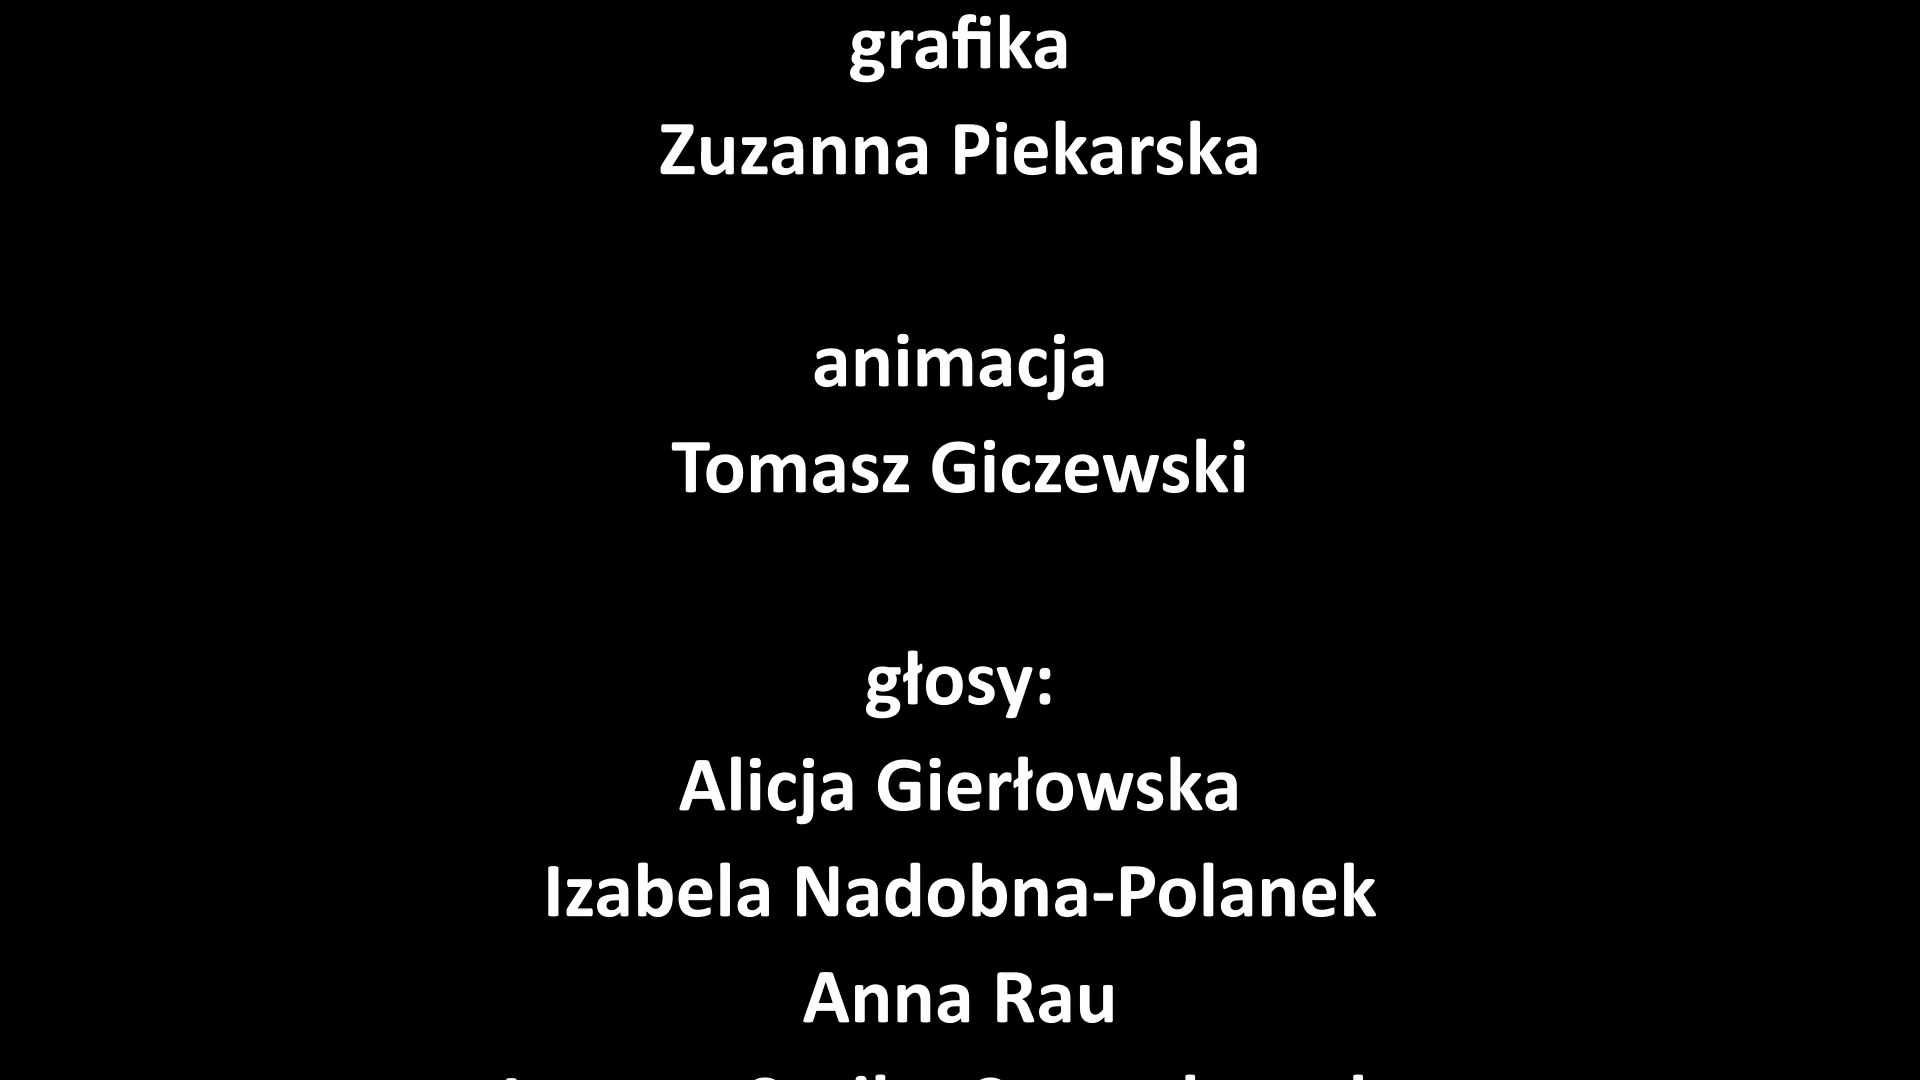 grafika
Zuzanna Piekarska
animacja
Tomasz Giczewski
głosy:
Alicja Gierłowska
Izabela Nadobna-Polanek
Anna Rau